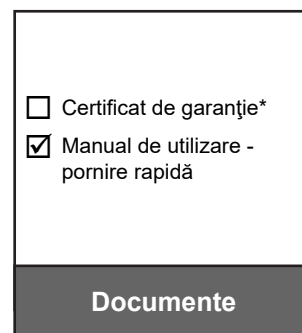 Certificat de garanţie*
Manual de utilizare -
pornire rapidă
Documente